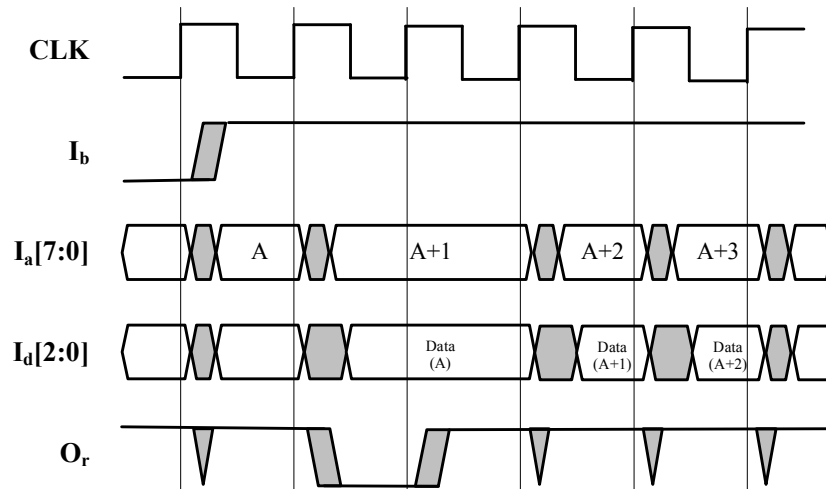 CLK
I_b
I_a[7:0]
A
A+1
A+2
A+3
I_d[2:0]
Data
(A)
Data
(A+1)
Data
(A+2)
O_r